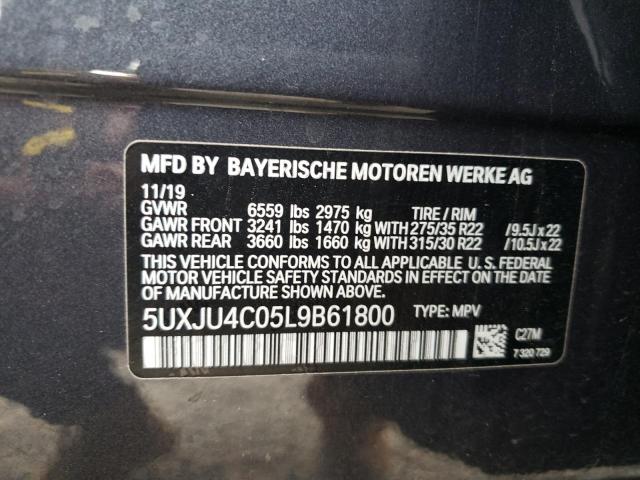 MFD BY BAYERISCHE MOTOREN WERKE AG
11/19
GVWR 6559 lbs 2975 kg TIRE / RIM
GAWR FRONT 3241 lbs 1470 kg WITH 275/35 R22 /9.5J x 22
GAWR REAR 3660 lbs 1660 kg WITH 315/30 R22 /10.5J x 22
THIS VEHICLE CONFORMS TO ALL APPLICABLE U. S. FEDERAL
MOTOR VEHICLE SAFETY STANDARDS IN EFFECT ON THE DATE
OF MANUFACTURE SHOWN ABOVE.
5UXJU4C05L9B61800 TYPE: MPV
C27M
7 320 729